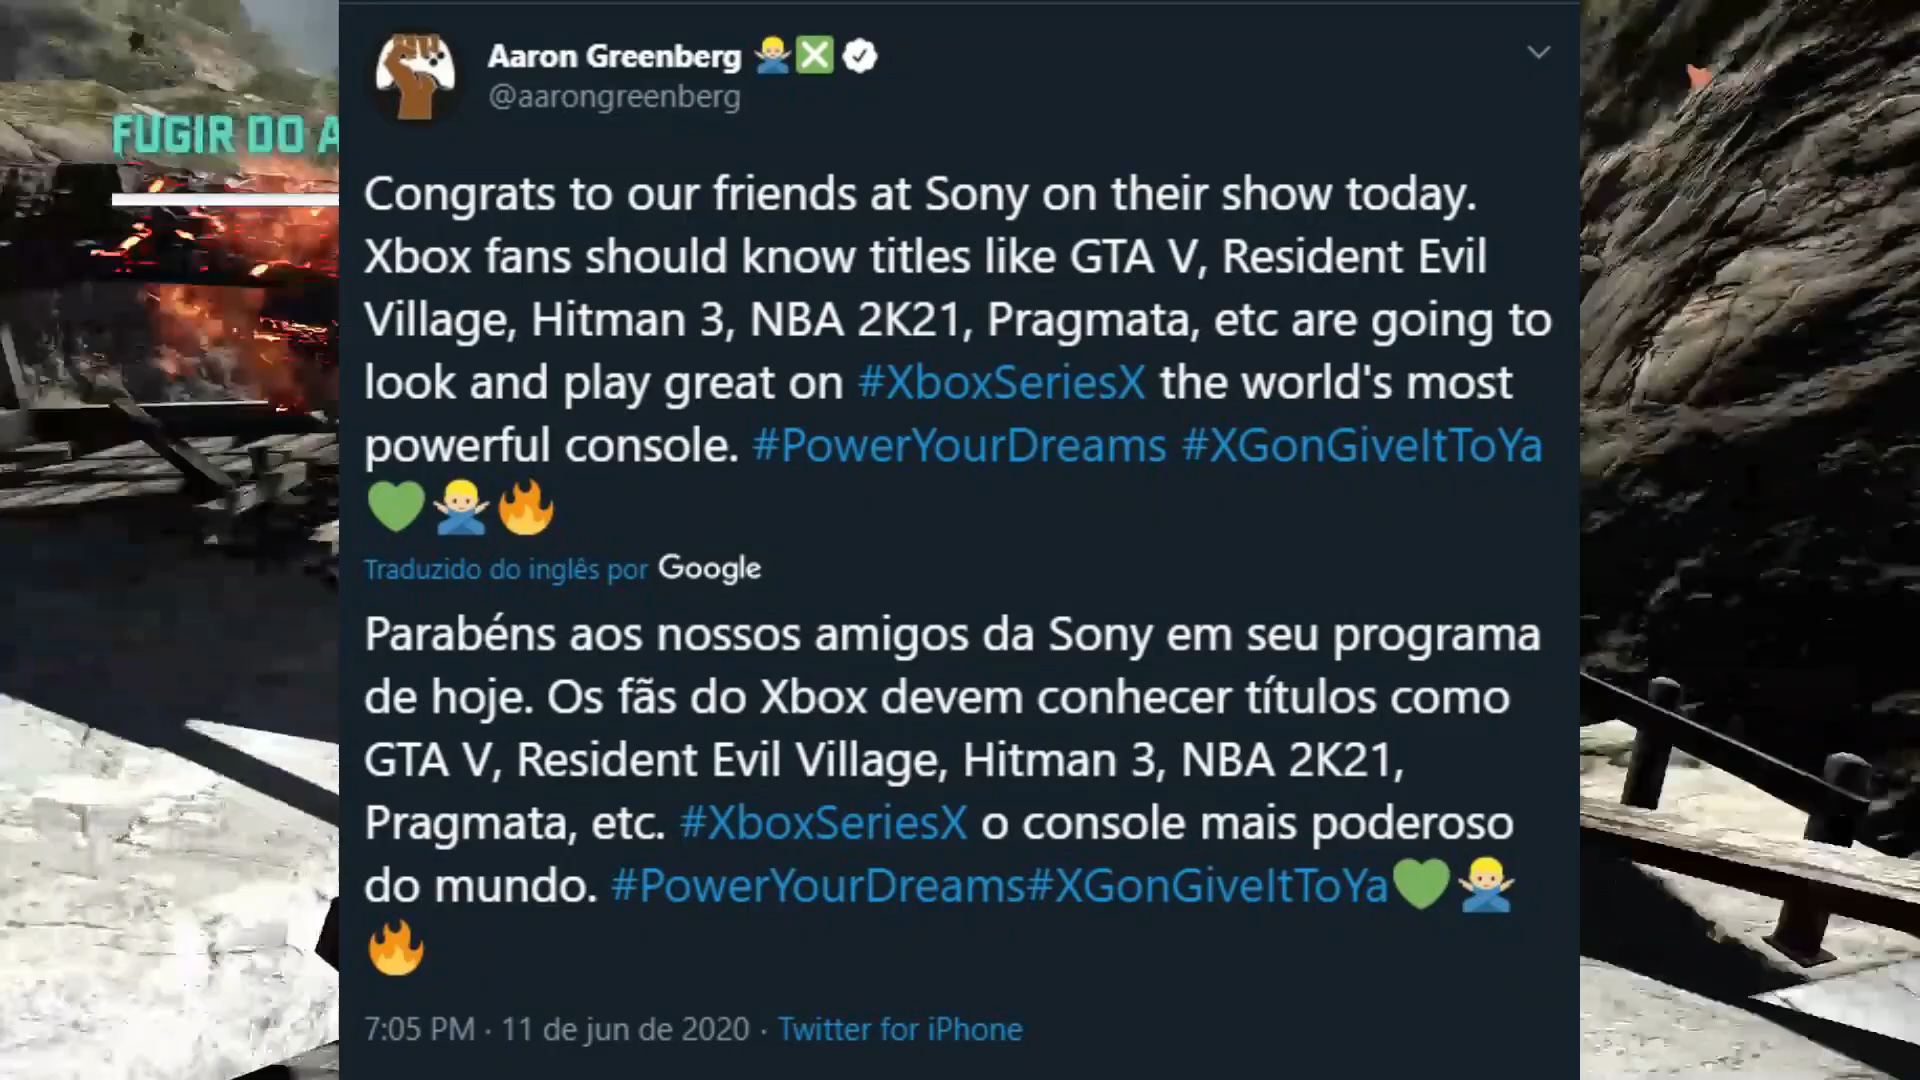 Aaron Greenberg 🙅🏼‍♂️❎
@aarongreenberg
FUGIR DO A
Congrats to our friends at Sony on their show today.
Xbox fans should know titles like GTA V, Resident Evil
Village, Hitman 3, NBA 2K21, Pragmata, etc are going to
look and play great on #XboxSeriesX the world's most
powerful console. #PowerYourDreams #XGonGiveItToYa
💚🙅🏼‍♂️🔥
Traduzido do inglês por Google
Parabéns aos nossos amigos da Sony em seu programa
de hoje. Os fãs do Xbox devem conhecer títulos como
GTA V, Resident Evil Village, Hitman 3, NBA 2K21,
Pragmata, etc. #XboxSeriesX o console mais poderoso
do mundo. #PowerYourDreams#XGonGiveItToYa💚🙅🏼‍♂️
🔥
7:05 PM · 11 de jun de 2020 · Twitter for iPhone